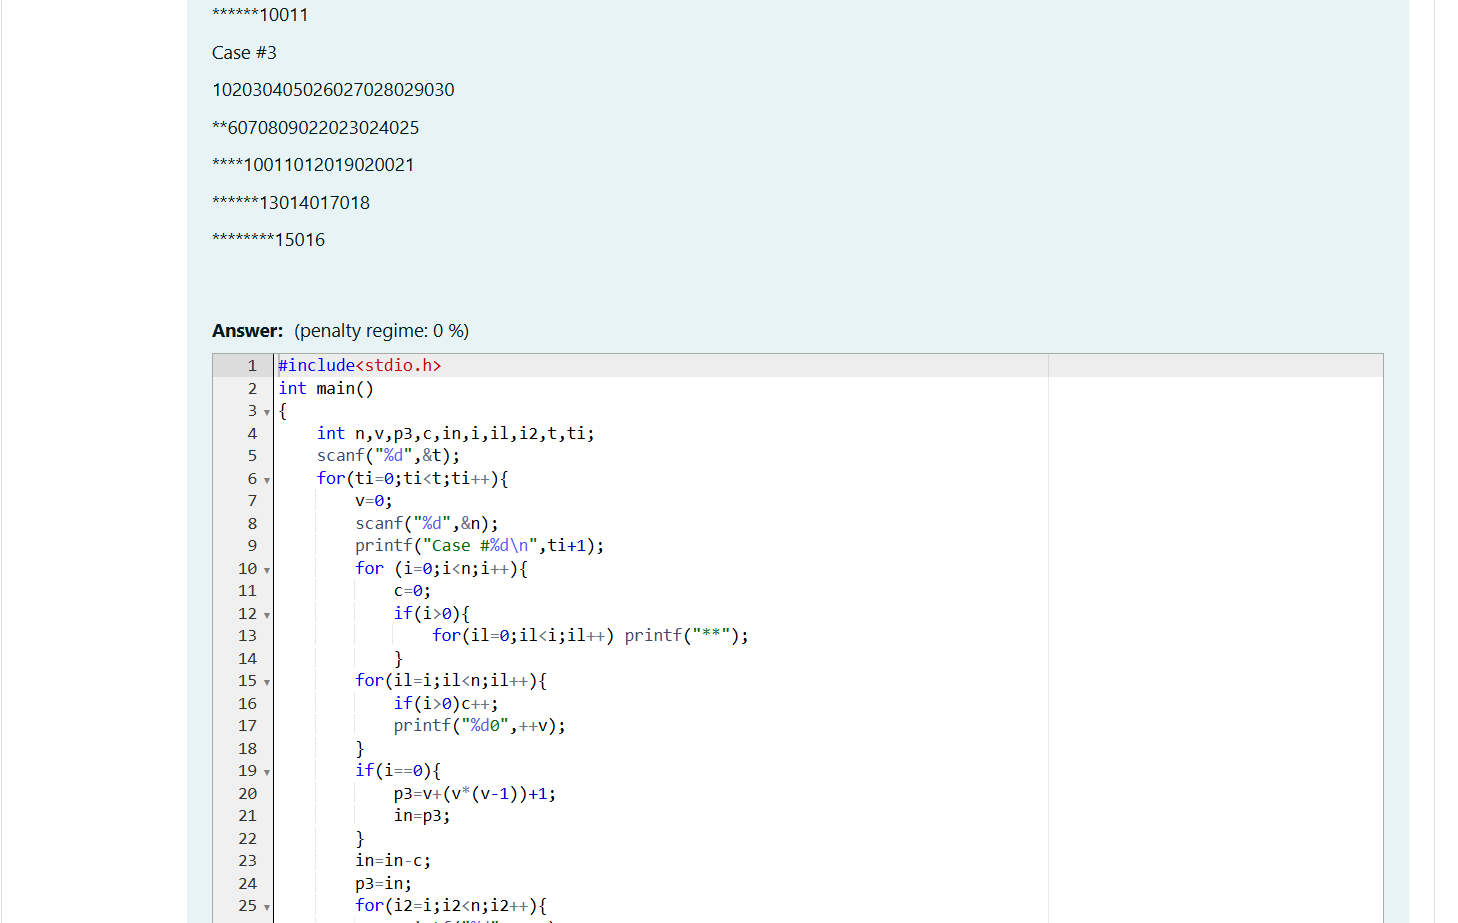 ******10011
Case #3
102030405026027028029030
**6070809022023024025
****10011012019020021
******13014017018
********15016
Answer: (penalty regime: 0 %)
1 #include<stdio.h>
2 int main()
3 {
4 int n,v,p3,c,in,i,il,i2,t,ti;
5 scanf("%d",&t);
6 for(ti=0;ti<t;ti++){
7 v=0;
8 scanf("%d",&n);
9 printf("Case #%d\n",ti+1);
10 for (i=0;i<n;i++){
11 c=0;
12 if(i>0){
13 for(il=0;il<i;il++) printf("**");
14 }
15 for(il=i;il<n;il++){
16 if(i>0)c++;
17 printf("%d0",++v);
18 }
19 if(i==0){
20 p3=v+(v*(v-1))+1;
21 in=p3;
22 }
23 in=in-c;
24 p3=in;
25 for(i2=i;i2<n;i2++){